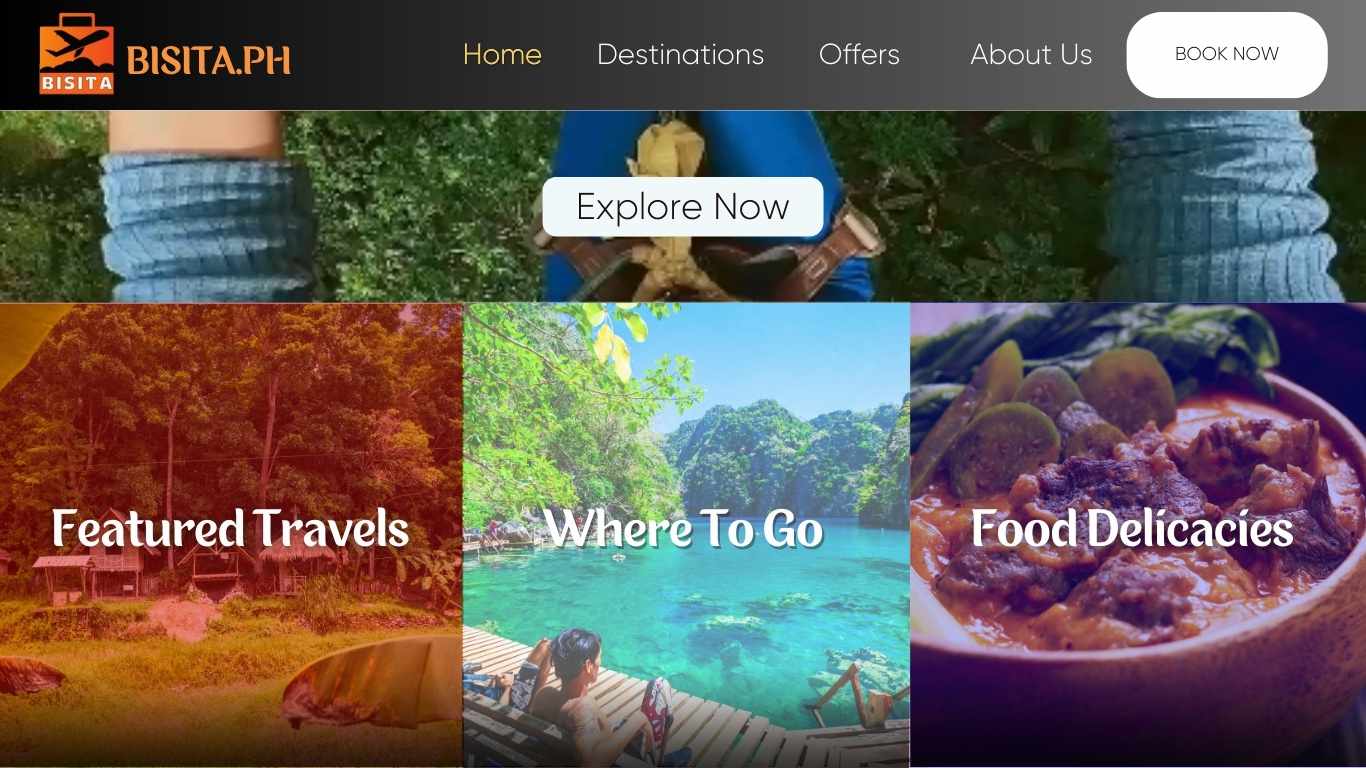 BISITA
BISITA.PH
Home
Destinations
Offers
About Us
BOOK NOW
Explore Now
Featured Travels
Where To Go
Food Delicacies